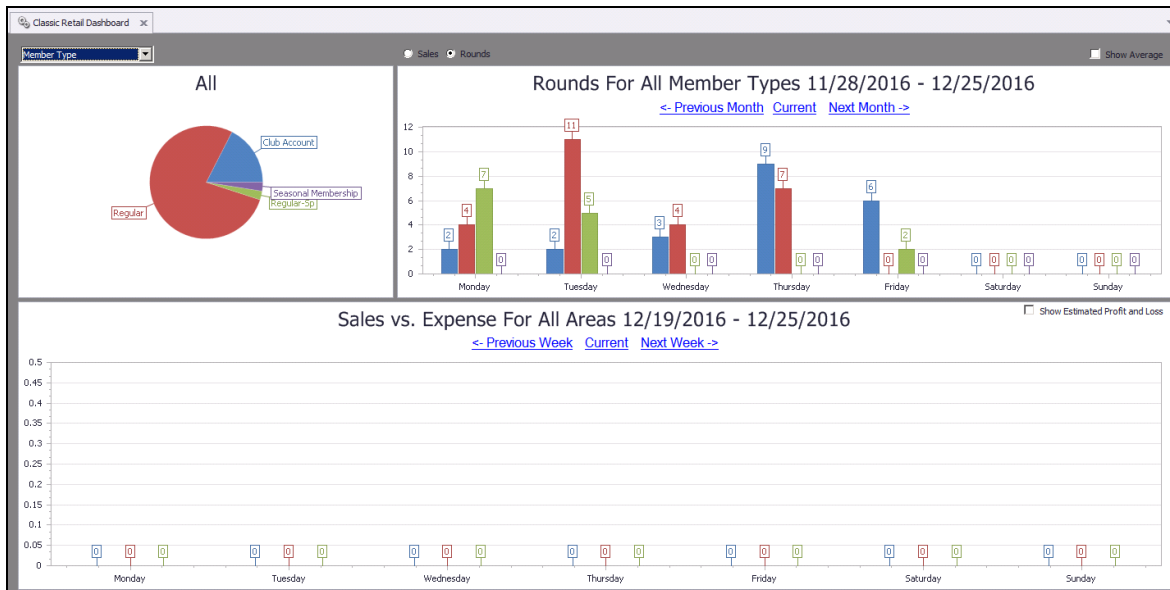 Classic Retail Dashboard
Member Type
Sales Rounds
Show Average
All
Club Account
Seasonal Membership
Regular-Sp
Regular
Rounds For All Member Types 11/28/2016 - 12/25/2016
<- Previous Month Current Next Month ->
12
10
8
6
4
2
0
2 4 7 0
2 11 5 0
3 4 0 0
9 7 0 0
6 0 2 0
0 0 0 0
0 0 0 0
Monday Tuesday Wednesday Thursday Friday Saturday Sunday
Sales vs. Expense For All Areas 12/19/2016 - 12/25/2016
Show Estimated Profit and Loss
<- Previous Week Current Next Week ->
0.5
0.45
0.4
0.35
0.3
0.25
0.2
0.15
0.1
0.05
0
0 0 0
0 0 0
0 0 0
0 0 0
0 0 0
0 0 0
0 0 0
Monday Tuesday Wednesday Thursday Friday Saturday Sunday